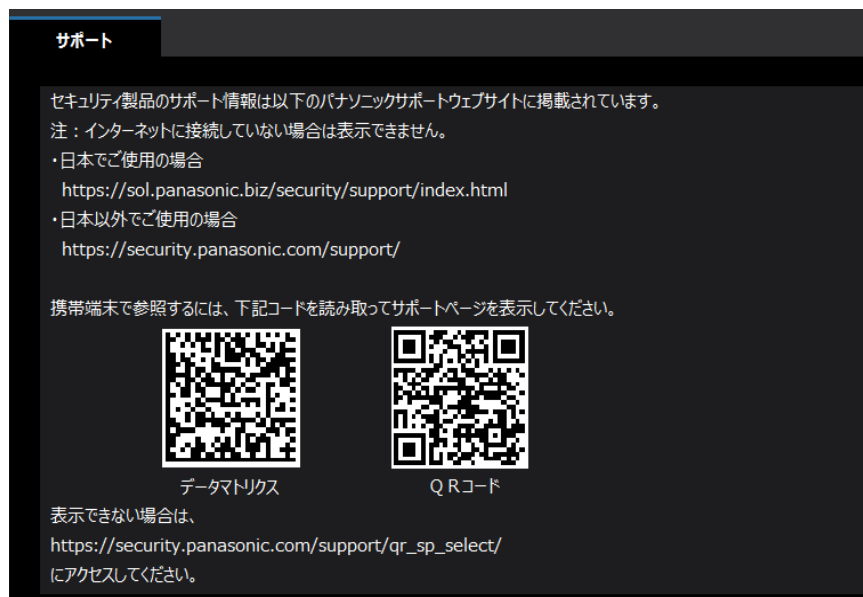 サポート
セキュリティ製品のサポート情報は以下のパナソニックサポートウェブサイトに掲載されています。
注：インターネットに接続していない場合は表示できません。
・日本でご使用の場合
https://sol.panasonic.biz/security/support/index.html
・日本以外でご使用の場合
https://security.panasonic.com/support/
携帯端末で参照するには、下記コードを読み取ってサポートページを表示してください。
データマトリクス
ＱＲコード
表示できない場合は、
https://security.panasonic.com/support/qr_sp_select/
にアクセスしてください。